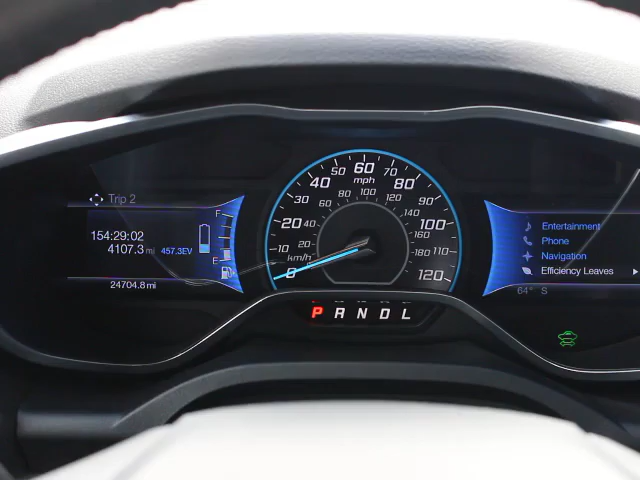 Trip 2
154:29:02
4107.3 mi 457.3EV
24704.8 mi
F
E
0 10 20 30 40 50 60 70 80 90 100 110 120
mph
20 40 60 80 100 120 140 160 180
km/h
P R N D L
Entertainment
Phone
Navigation
Efficiency Leaves
64° S